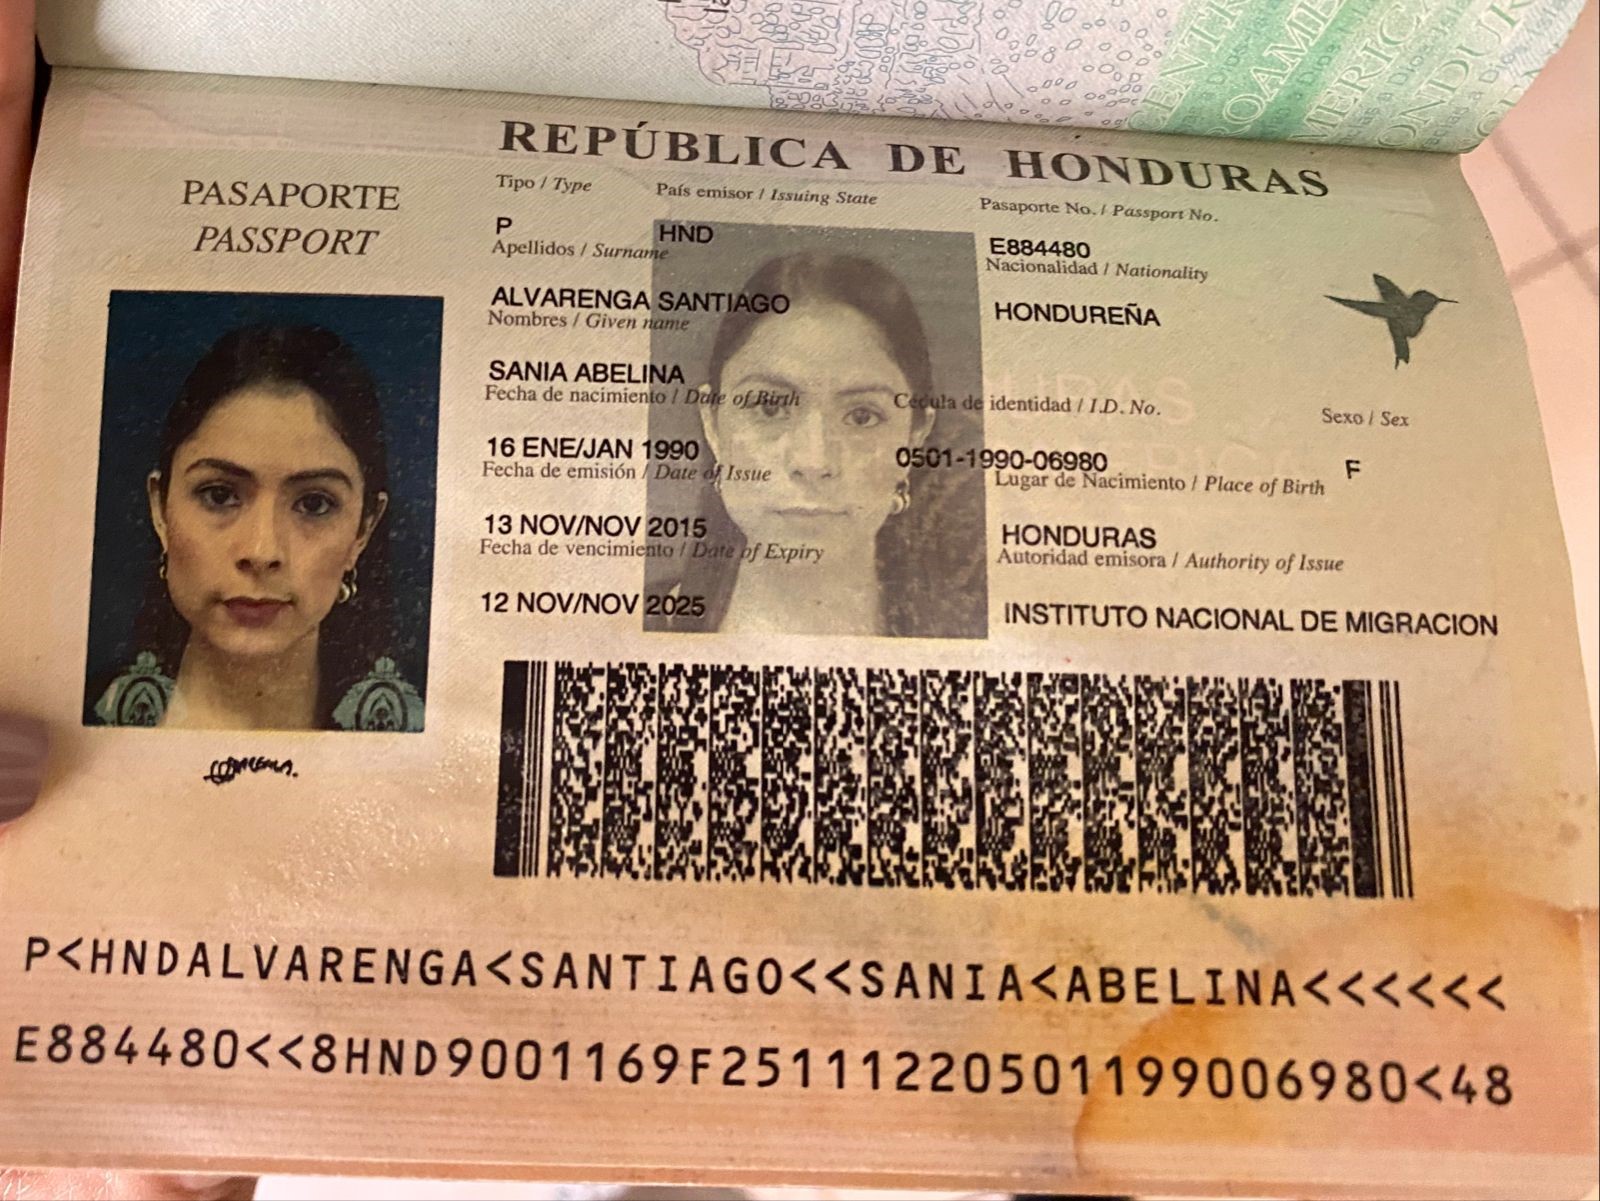 REPÚBLICA DE HONDURAS
PASAPORTE
PASSPORT
Tipo / Type
País emisor / Issuing State
Pasaporte No. / Passport No.
P
HND
E884480
Apellidos / Surname
Nacionalidad / Nationality
ALVARENGA SANTIAGO
HONDUREÑA
Nombres / Given name
SANIA ABELINA
Fecha de nacimiento / Date of Birth
Cédula de identidad / I.D. No.
Sexo / Sex
16 ENE/JAN 1990
0501-1990-06980
F
Fecha de emisión / Date of Issue
Lugar de Nacimiento / Place of Birth
13 NOV/NOV 2015
HONDURAS
Fecha de vencimiento / Date of Expiry
Autoridad emisora / Authority of Issue
12 NOV/NOV 2025
INSTITUTO NACIONAL DE MIGRACION
P<HNDALVARENGA<SANTIAGO<<SANIA<ABELINA<<<<<<
E884480<<8HND9001169F25111220501199006980<48